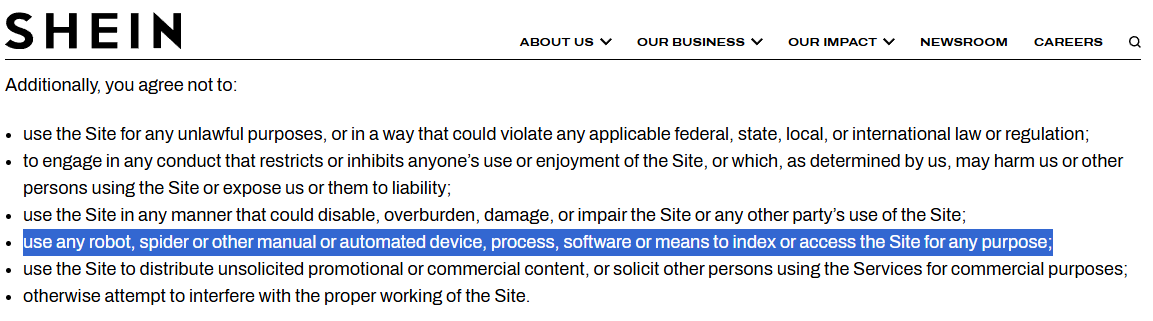 SHEIN
ABOUT US OUR BUSINESS OUR IMPACT NEWSROOM CAREERS
Additionally, you agree not to:
• use the Site for any unlawful purposes, or in a way that could violate any applicable federal, state, local, or international law or regulation;
• to engage in any conduct that restricts or inhibits anyone’s use or enjoyment of the Site, or which, as determined by us, may harm us or other
persons using the Site or expose us or them to liability;
• use the Site in any manner that could disable, overburden, damage, or impair the Site or any other party’s use of the Site;
• use any robot, spider or other manual or automated device, process, software or means to index or access the Site for any purpose;
• use the Site to distribute unsolicited promotional or commercial content, or solicit other persons using the Services for commercial purposes;
• otherwise attempt to interfere with the proper working of the Site.